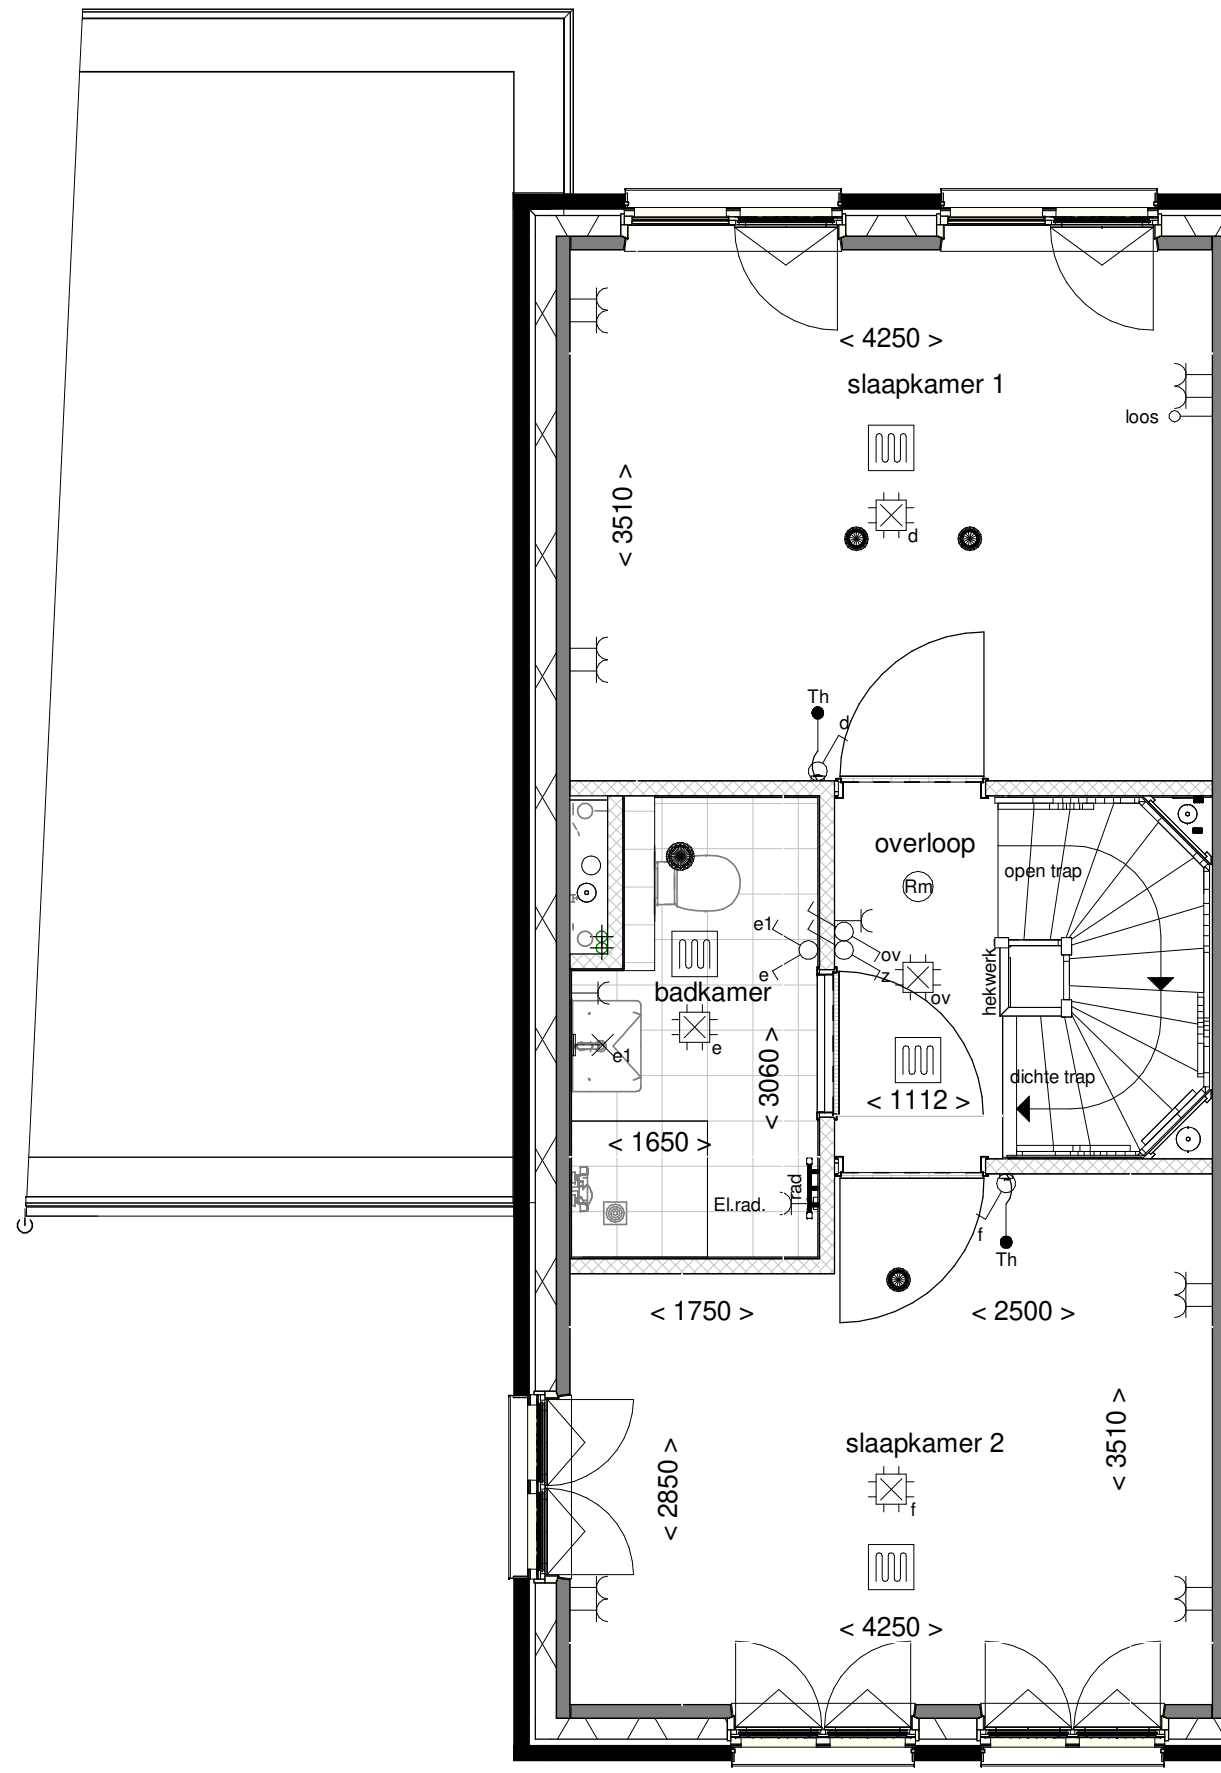 < 4250 >
slaapkamer 1
loos
< 3510 >
d
Th
d
overloop
open trap
Rm
e1
ov
e
z
hekwerk
badkamer
ov
e
e1
< 3060 >
dichte trap
< 1112 >
< 1650 >
rad
El.rad.
f
Th
< 1750 >
< 2500 >
< 3510 >
slaapkamer 2
< 2850 >
f
< 4250 >